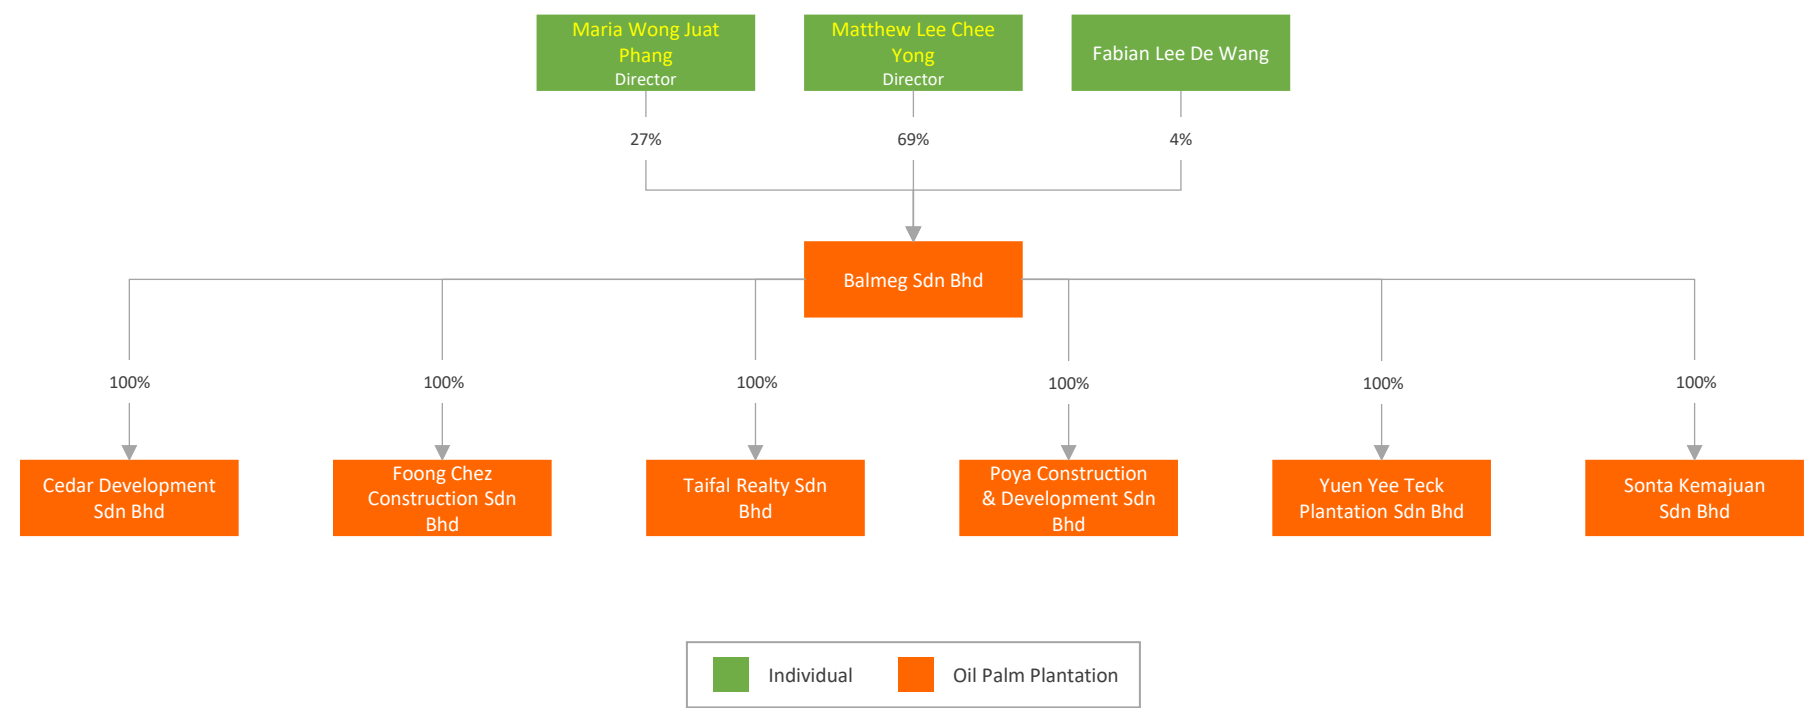 Maria Wong Juat
Phang
Director
Matthew Lee Chee
Yong
Director
Fabian Lee De Wang
27%
69%
4%
Balmeg Sdn Bhd
100%
100%
100%
100%
100%
100%
Cedar Development
Sdn Bhd
Foong Chez
Construction Sdn
Bhd
Taifal Realty Sdn
Bhd
Poya Construction
& Development Sdn
Bhd
Yuen Yee Teck
Plantation Sdn Bhd
Sonta Kemajuan
Sdn Bhd
Individual
Oil Palm Plantation